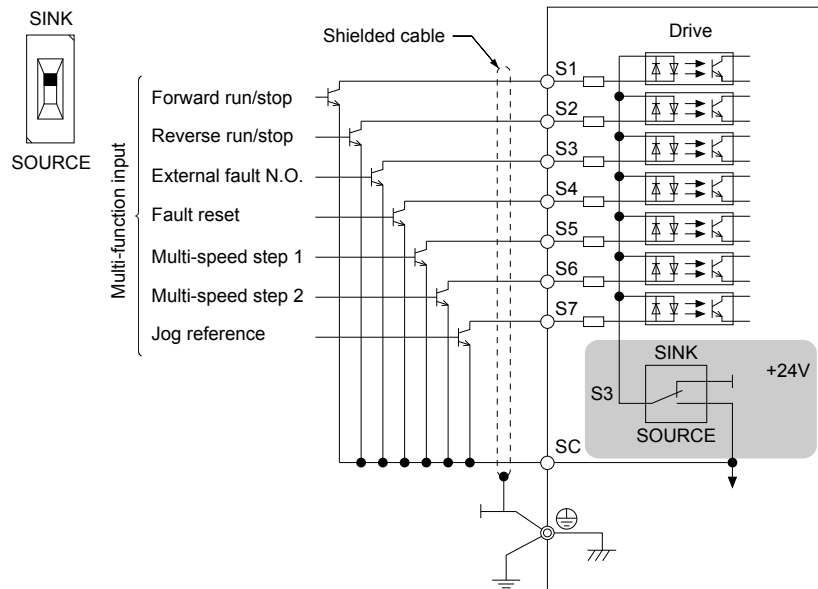 SINK
SOURCE
Multi-function input
Forward run/stop
Reverse run/stop
External fault N.O.
Fault reset
Multi-speed step 1
Multi-speed step 2
Jog reference
Shielded cable
Drive
S1
S2
S3
S4
S5
S6
S7
SINK
+24V
S3
SOURCE
SC